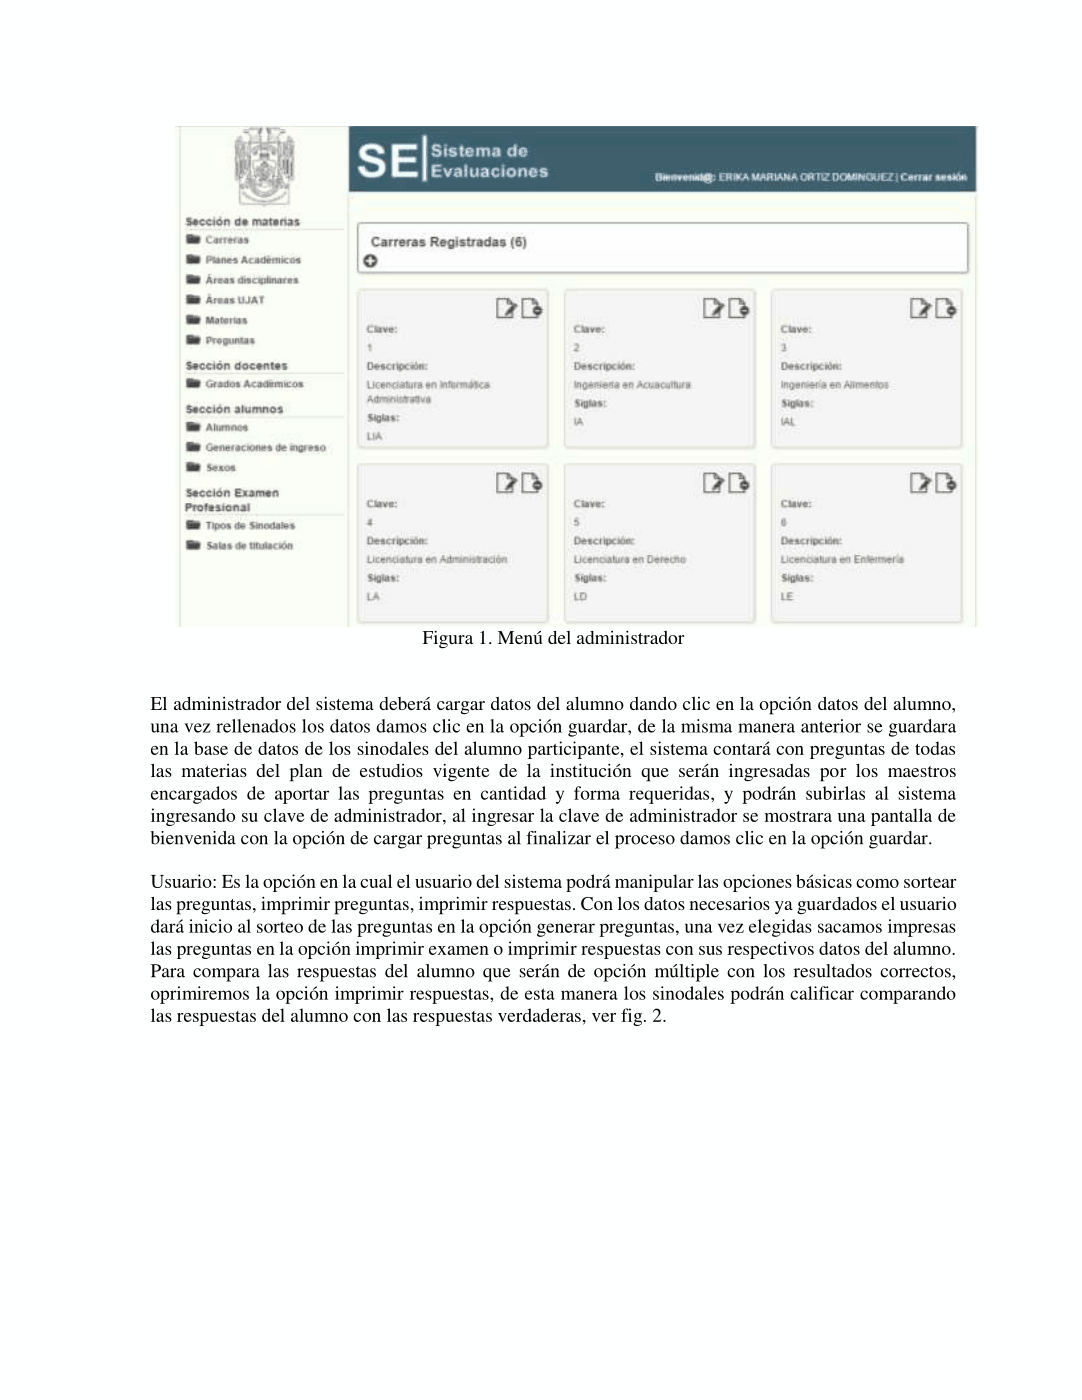 SE Sistema de
Evaluaciones
Bienvenid@: ERIKA MARIANA ORTIZ DOMINGUEZ | Cerrar sesión
Sección de materias
Carreras
Planes Académicos
Áreas disciplinares
Áreas UJAT
Materias
Preguntas
Sección docentes
Grados Académicos
Sección alumnos
Alumnos
Generaciones de ingreso
Sexos
Sección Examen
Profesional
Tipos de Sinodales
Salas de titulación
Carreras Registradas (6)
Clave:
1
Descripción:
Licenciatura en Informática
Administrativa
Siglas:
LIA
Clave:
2
Descripción:
Ingeniería en Acuacultura
Siglas:
IA
Clave:
3
Descripción:
Ingeniería en Alimentos
Siglas:
IAL
Clave:
4
Descripción:
Licenciatura en Administración
Siglas:
LA
Clave:
5
Descripción:
Licenciatura en Derecho
Siglas:
LD
Clave:
6
Descripción:
Licenciatura en Enfermería
Siglas:
LE
Figura 1. Menú del administrador
El administrador del sistema deberá cargar datos del alumno dando clic en la opción datos del alumno,
una vez rellenados los datos damos clic en la opción guardar, de la misma manera anterior se guardara
en la base de datos de los sinodales del alumno participante, el sistema contará con preguntas de todas
las materias del plan de estudios vigente de la institución que serán ingresadas por los maestros
encargados de aportar las preguntas en cantidad y forma requeridas, y podrán subirlas al sistema
ingresando su clave de administrador, al ingresar la clave de administrador se mostrara una pantalla de
bienvenida con la opción de cargar preguntas al finalizar el proceso damos clic en la opción guardar.
Usuario: Es la opción en la cual el usuario del sistema podrá manipular las opciones básicas como sortear
las preguntas, imprimir preguntas, imprimir respuestas. Con los datos necesarios ya guardados el usuario
dará inicio al sorteo de las preguntas en la opción generar preguntas, una vez elegidas sacamos impresas
las preguntas en la opción imprimir examen o imprimir respuestas con sus respectivos datos del alumno.
Para compara las respuestas del alumno que serán de opción múltiple con los resultados correctos,
oprimiremos la opción imprimir respuestas, de esta manera los sinodales podrán calificar comparando
las respuestas del alumno con las respuestas verdaderas, ver fig. 2.